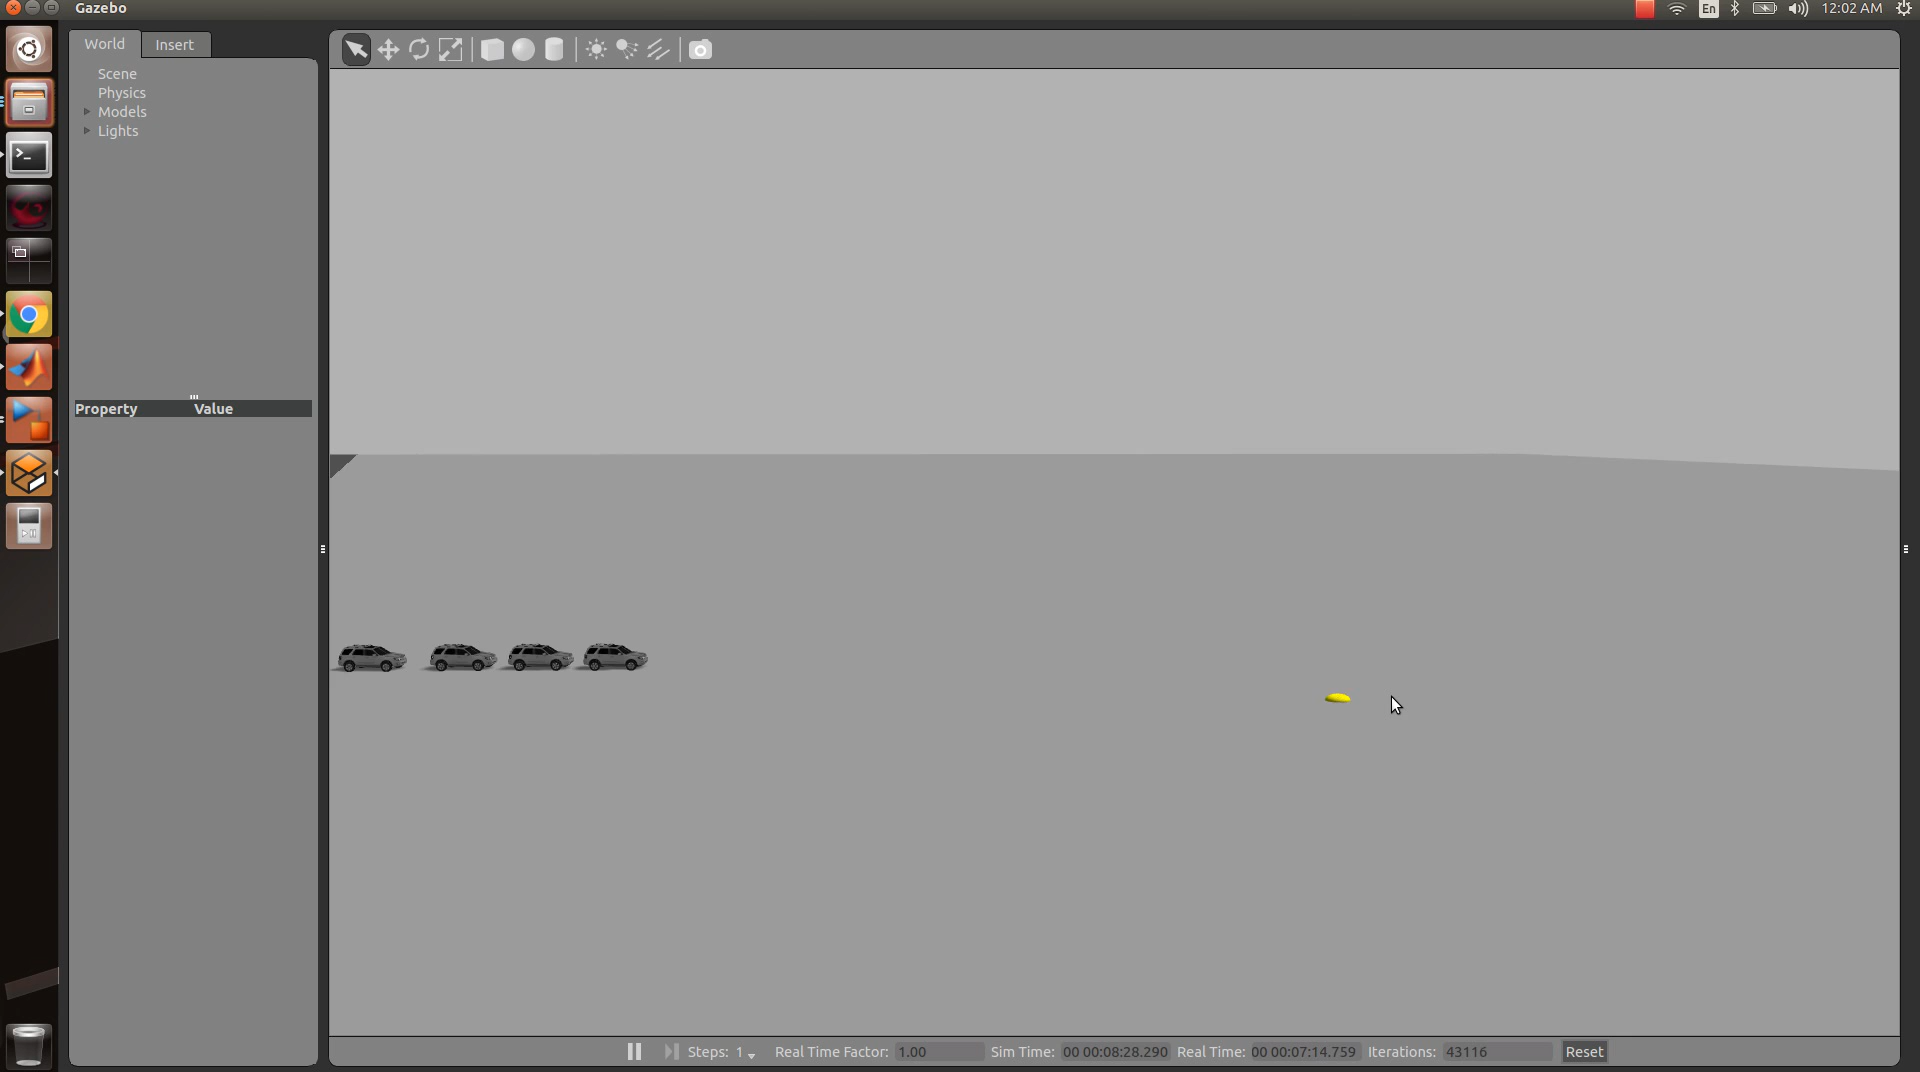 Gazebo
En
12:02 AM
World
Insert
Scene
Physics
Models
Lights
Property Value
Steps: 1 Real Time Factor: 1.00 Sim Time: 00 00:08:28.290 Real Time: 00 00:07:14.759 Iterations: 43116 Reset